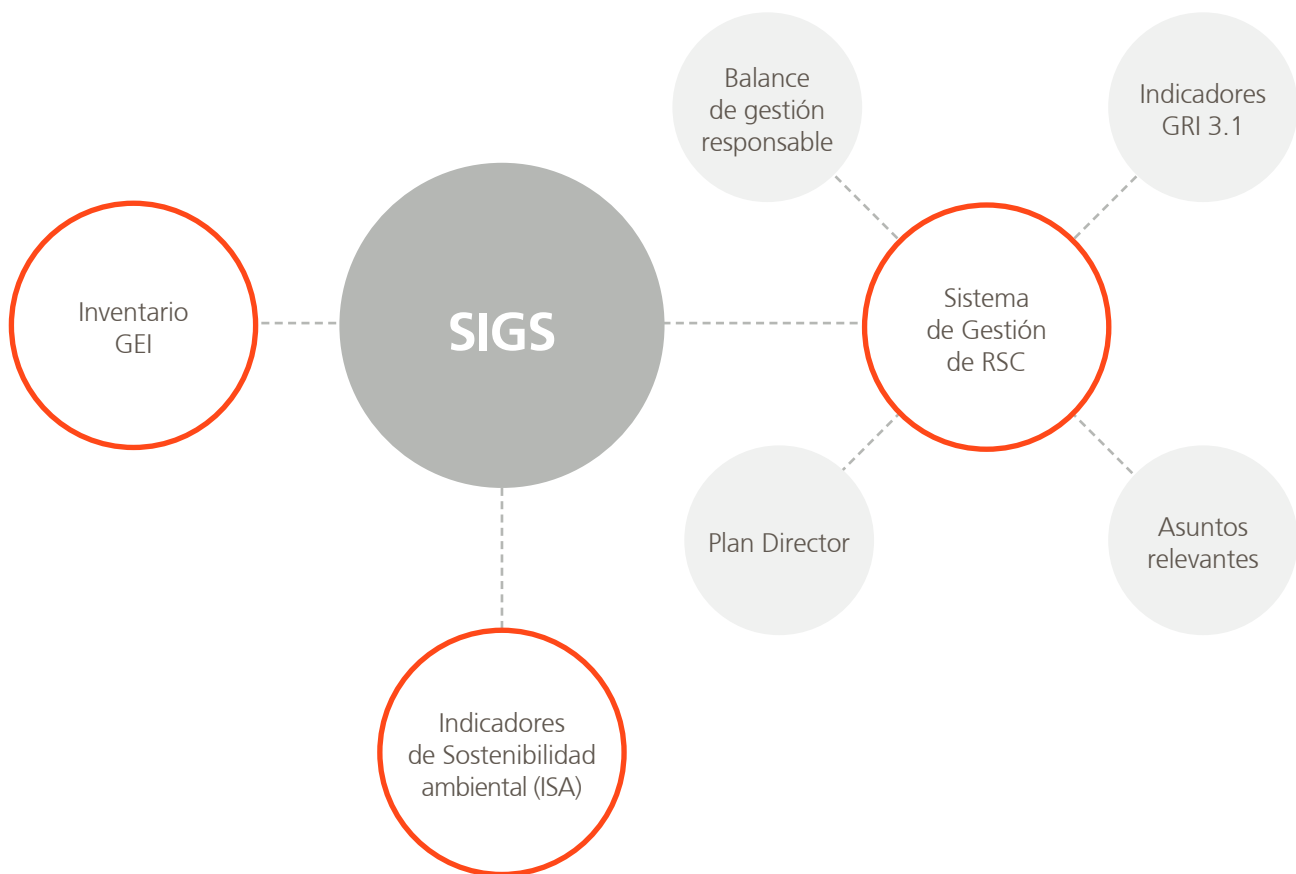 Balance
de gestión
responsable
Indicadores
GRI 3.1
Inventario
GEI
SIGS
Sistema
de Gestión
de RSC
Plan Director
Asuntos
relevantes
Indicadores
de Sostenibilidad
ambiental (ISA)